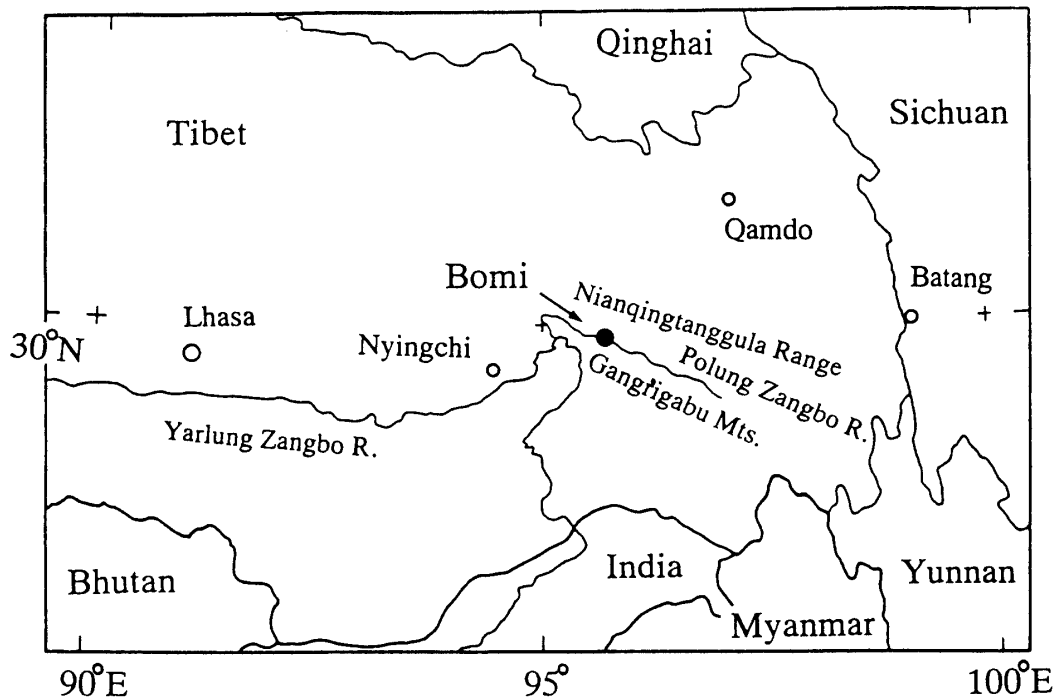 Qinghai
Tibet
Sichuan
Qamdo
Bomi
Batang
Lhasa
Nianqingtanggula Range
30°N
Nyingchi
Polung Zangbo R.
Gangrigabu Mts.
Yarlung Zangbo R.
Bhutan
India
Yunnan
Myanmar
90°E
95°
100°E